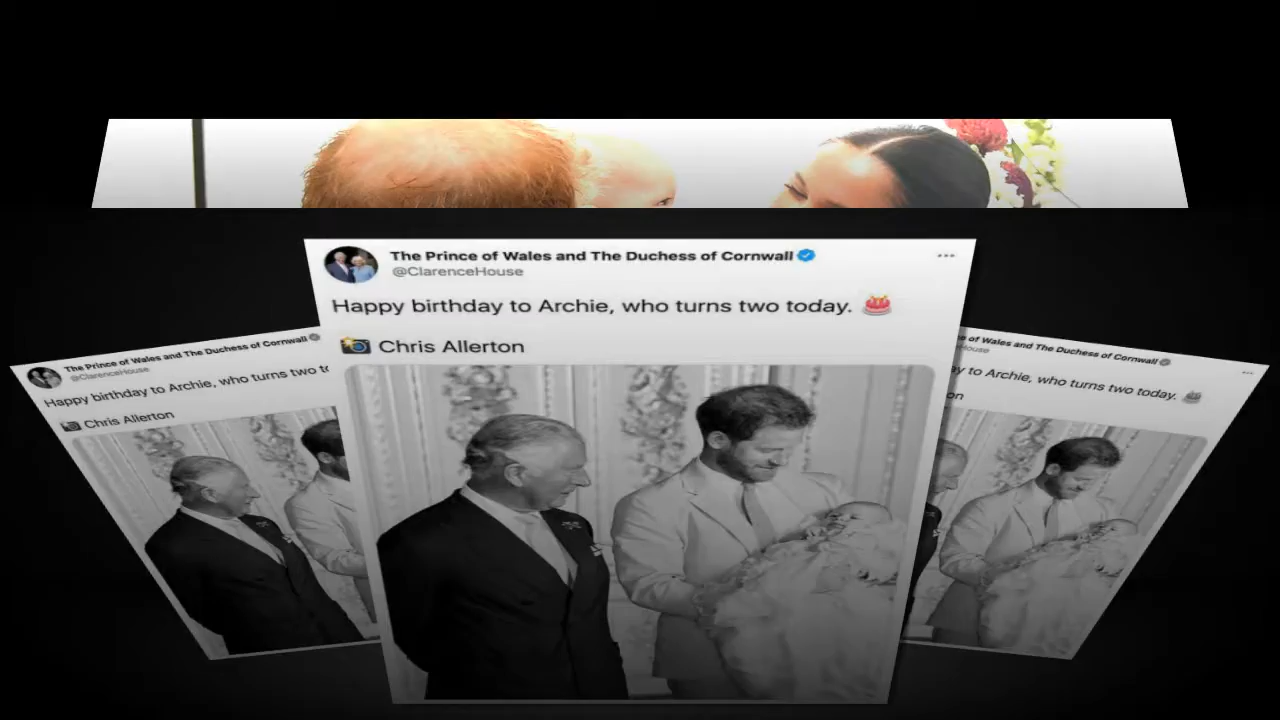 The Prince of Wales and The Duchess of Cornwall
@ClarenceHouse
Happy birthday to Archie, who turns two today.
Chris Allerton
The Prince of Wales and The Duchess of Cornwall
@ClarenceHouse
Happy birthday to Archie, who turns two
Chris Allerton
of Wales and The Duchess of Cornwall
to Archie, who turns two today.